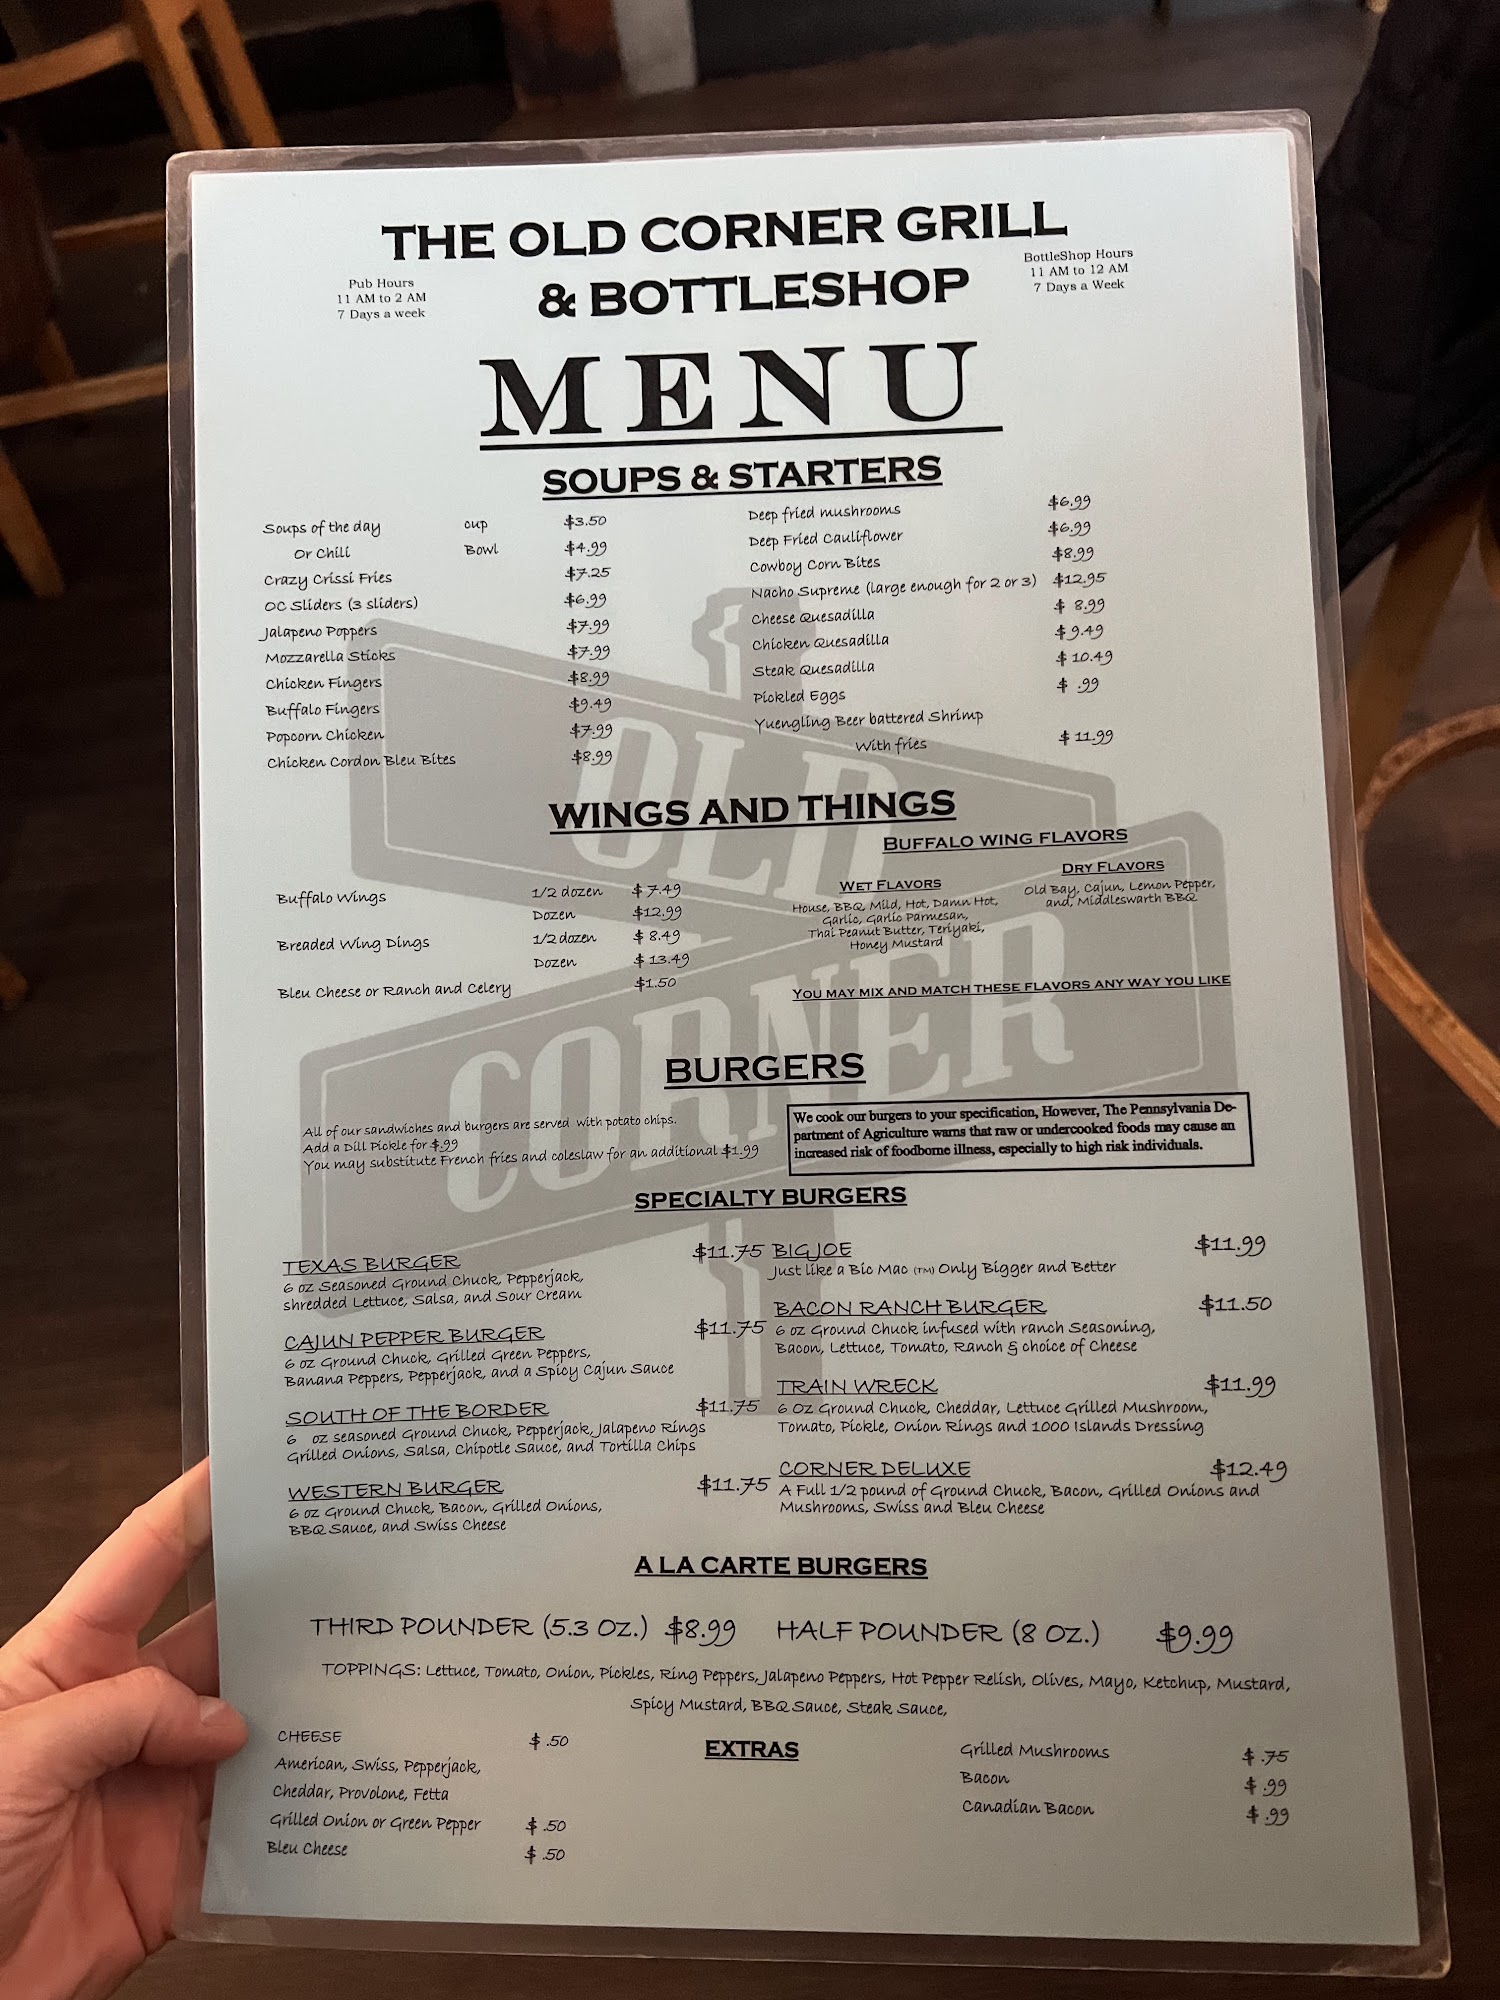 THE OLD CORNER GRILL
& BOTTLESHOP
Pub Hours
11 AM to 2 AM
7 Days a week
BottleShop Hours
11 AM to 12 AM
7 Days a Week
MENU
SOUPS & STARTERS
Soups of the day cup $3.50
Or Chili Bowl $4.99
Crazy Crissi Fries $7.25
OC Sliders (3 sliders) $6.99
Jalapeno Poppers $7.99
Mozzarella Sticks $7.99
Chicken Fingers $8.99
Buffalo Fingers $9.49
Popcorn Chicken $7.99
Chicken Cordon Bleu Bites $8.99
Deep fried mushrooms $6.99
Deep Fried Cauliflower $6.99
Cowboy Corn Bites $8.99
Nacho Supreme (large enough for 2 or 3) $12.95
Cheese Quesadilla $ 8.99
Chicken Quesadilla $9.49
Steak Quesadilla $ 10.49
Pickled Eggs $ .99
Yuengling Beer battered Shrimp
With fries $ 11.99
OLD
CORNER
WINGS AND THINGS
Buffalo Wings 1/2 dozen $ 7.49
Dozen $12.99
Breaded Wing Dings 1/2 dozen $ 8.49
Dozen $ 13.49
Bleu Cheese or Ranch and Celery $1.50
BUFFALO WING FLAVORS
WET FLAVORS
House, BBQ, Mild, Hot, Damn Hot,
Garlic, Garlic Parmesan,
Thai Peanut Butter, Teriyaki,
Honey Mustard
DRY FLAVORS
Old Bay, Cajun, Lemon Pepper,
and, Middleswarth BBQ
YOU MAY MIX AND MATCH THESE FLAVORS ANY WAY YOU LIKE
BURGERS
All of our sandwiches and burgers are served with potato chips.
Add a Dill Pickle for $.99
You may substitute French fries and coleslaw for an additional $1.99
We cook our burgers to your specification, However, The Pennsylvania De-
partment of Agriculture warns that raw or undercooked foods may cause an
increased risk of foodborne illness, especially to high risk individuals.
SPECIALTY BURGERS
TEXAS BURGER $11.75
6 oz Seasoned Ground Chuck, Pepperjack,
shredded Lettuce, Salsa, and Sour Cream
CAJUN PEPPER BURGER $11.75
6 oz Ground Chuck, Grilled Green Peppers,
Banana Peppers, Pepperjack, and a Spicy Cajun Sauce
SOUTH OF THE BORDER $11.75
6 oz seasoned Ground Chuck, Pepperjack, Jalapeno Rings
Grilled Onions, Salsa, Chipotle Sauce, and Tortilla Chips
WESTERN BURGER $11.75
6 oz Ground Chuck, Bacon, Grilled Onions,
BBQ Sauce, and Swiss Cheese
BIG JOE $11.99
Just like a Bic Mac (TM) Only Bigger and Better
BACON RANCH BURGER $11.50
6 oz Ground Chuck infused with ranch Seasoning,
Bacon, Lettuce, Tomato, Ranch & choice of Cheese
TRAIN WRECK $11.99
6 Oz Ground Chuck, Cheddar, Lettuce Grilled Mushroom,
Tomato, Pickle, Onion Rings and 1000 Islands Dressing
CORNER DELUXE $12.49
A Full 1/2 pound of Ground Chuck, Bacon, Grilled Onions and
Mushrooms, Swiss and Bleu Cheese
A LA CARTE BURGERS
THIRD POUNDER (5.3 OZ.) $8.99 HALF POUNDER (8 OZ.) $9.99
TOPPINGS: Lettuce, Tomato, Onion, Pickles, Ring Peppers, Jalapeno Peppers, Hot Pepper Relish, Olives, Mayo, Ketchup, Mustard,
Spicy Mustard, BBQ Sauce, Steak Sauce,
EXTRAS
CHEESE $ .50
American, Swiss, Pepperjack,
Cheddar, Provolone, Fetta
Grilled Onion or Green Pepper $ .50
Bleu Cheese $ .50
Grilled Mushrooms $ .75
Bacon $ .99
Canadian Bacon $ .99